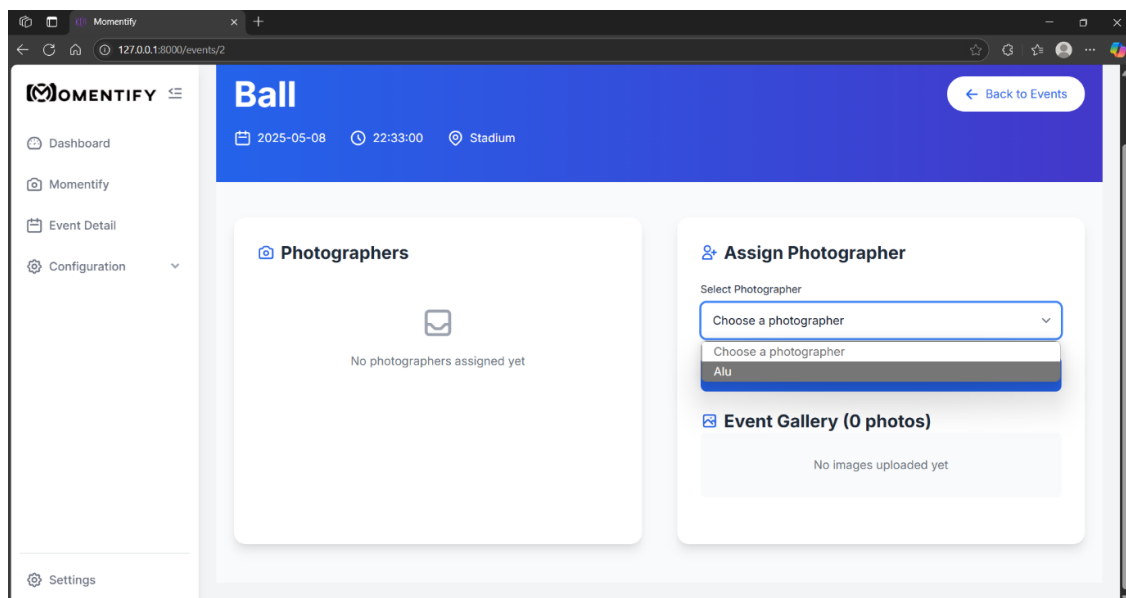 Momentify
127.0.0.1:8000/events/2
MOMENTIFY
Dashboard
Momentify
Event Detail
Configuration
Settings
Ball
Back to Events
2025-05-08 22:33:00 Stadium
Photographers
No photographers assigned yet
Assign Photographer
Select Photographer
Choose a photographer
Choose a photographer
Alu
Event Gallery (0 photos)
No images uploaded yet